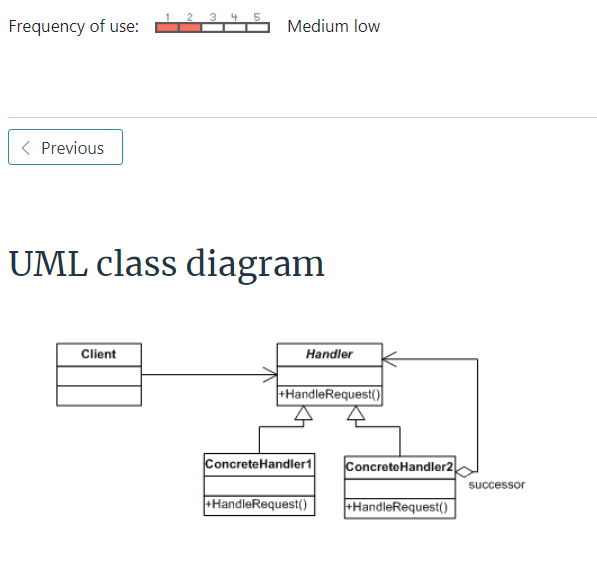 1 2 3 4 5
Frequency of use: Medium low
Previous
UML class diagram
Client
Handler
+HandleRequest()
ConcreteHandler1
+HandleRequest()
ConcreteHandler2
+HandleRequest()
successor